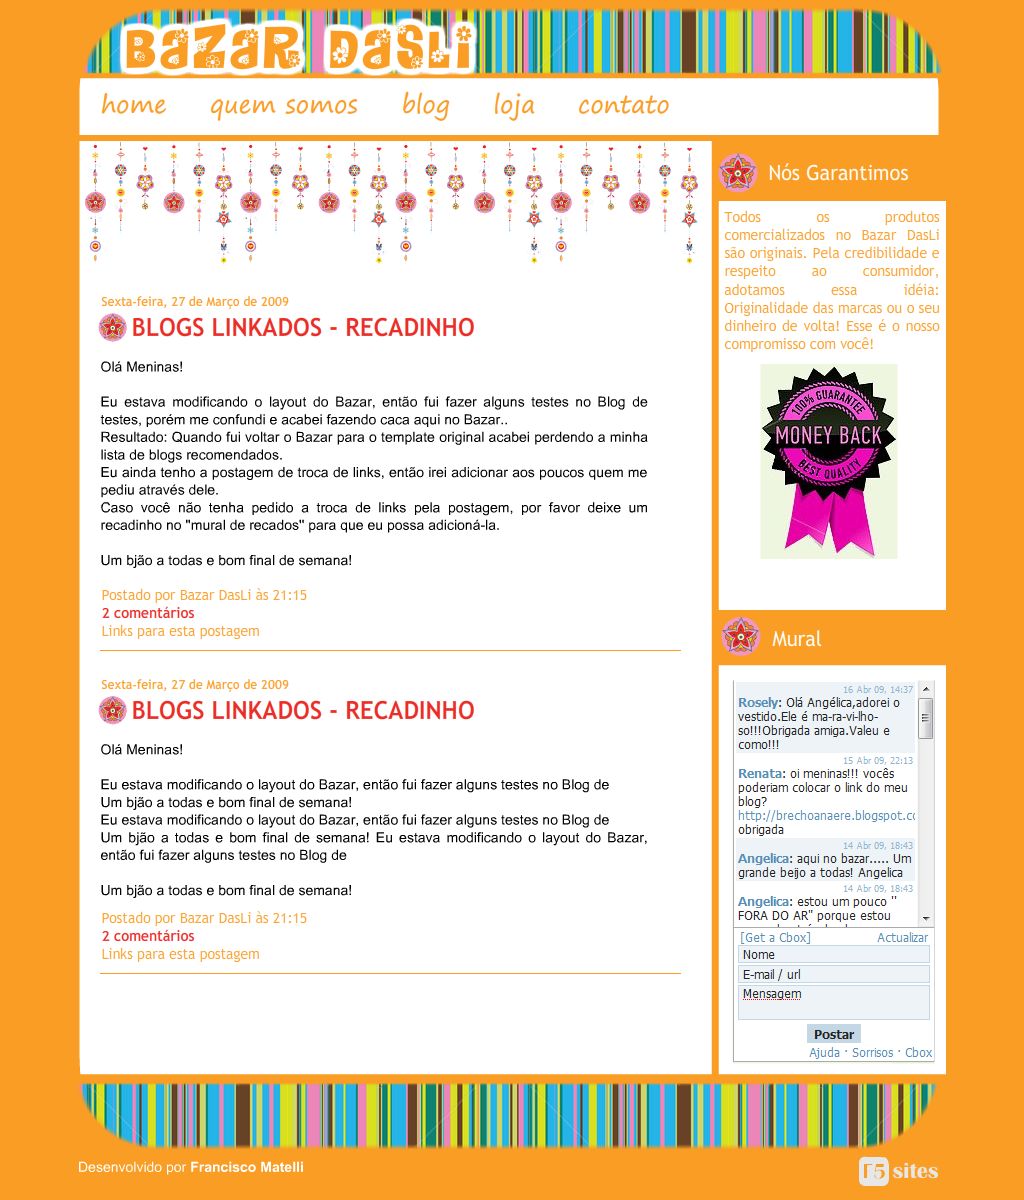 BaZaR DaSLi
home quem somos blog loja contato
Sexta-feira, 27 de Março de 2009
BLOGS LINKADOS - RECADINHO
Olá Meninas!
Eu estava modificando o layout do Bazar, então fui fazer alguns testes no Blog de
testes, porém me confundi e acabei fazendo caca aqui no Bazar..
Resultado: Quando fui voltar o Bazar para o template original acabei perdendo a minha
lista de blogs recomendados.
Eu ainda tenho a postagem de troca de links, então irei adicionar aos poucos quem me
pediu através dele.
Caso você não tenha pedido a troca de links pela postagem, por favor deixe um
recadinho no "mural de recados" para que eu possa adicioná-la.
Um bjão a todas e bom final de semana!
Postado por Bazar DasLi às 21:15
2 comentários
Links para esta postagem
Sexta-feira, 27 de Março de 2009
BLOGS LINKADOS - RECADINHO
Olá Meninas!
Eu estava modificando o layout do Bazar, então fui fazer alguns testes no Blog de
Um bjão a todas e bom final de semana!
Eu estava modificando o layout do Bazar, então fui fazer alguns testes no Blog de
Um bjão a todas e bom final de semana! Eu estava modificando o layout do Bazar,
então fui fazer alguns testes no Blog de
Um bjão a todas e bom final de semana!
Postado por Bazar DasLi às 21:15
2 comentários
Links para esta postagem
Nós Garantimos
Todos os produtos
comercializados no Bazar DasLi
são originais. Pela credibilidade e
respeito ao consumidor,
adotamos essa idéia:
Originalidade das marcas ou o seu
dinheiro de volta! Esse é o nosso
compromisso com você!
100% GUARANTEE
MONEY BACK
BEST QUALITY
Mural
16 Abr 09, 14:37
Rosely: Olá Angélica,adorei o
vestido.Ele é ma-ra-vi-lho-
so!!!Obrigada amiga.Valeu e
como!!!
15 Abr 09, 22:13
Renata: oi meninas!!! vocês
poderiam colocar o link do meu
blog?
http://brechoanaere.blogspot.co
obrigada
14 Abr 09, 18:43
Angelica: aqui no bazar..... Um
grande beijo a todas! Angelica
14 Abr 09, 18:43
Angelica: estou um pouco ''
FORA DO AR" porque estou
[Get a Cbox] Actualizar
Nome
E-mail / url
Mensagem
Postar
Ajuda · Sorrisos · Cbox
Desenvolvido por Francisco Matelli
15 sites